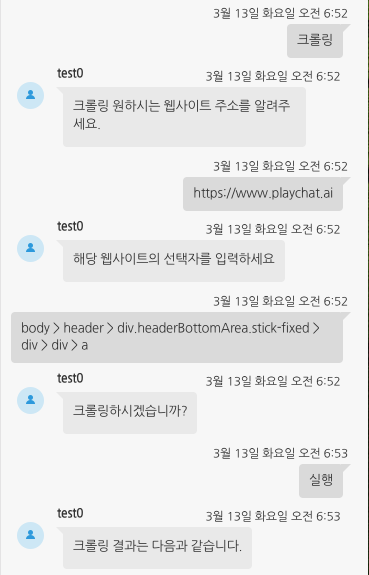 3월 13일 화요일 오전 6:52
크롤링
test0
3월 13일 화요일 오전 6:52
크롤링 원하시는 웹사이트 주소를 알려주
세요.
3월 13일 화요일 오전 6:52
https://www.playchat.ai
test0
3월 13일 화요일 오전 6:52
해당 웹사이트의 선택자를 입력하세요
3월 13일 화요일 오전 6:52
body > header > div.headerBottomArea.stick-fixed >
div > div > a
test0
3월 13일 화요일 오전 6:52
크롤링하시겠습니까?
3월 13일 화요일 오전 6:53
실행
test0
3월 13일 화요일 오전 6:53
크롤링 결과는 다음과 같습니다.